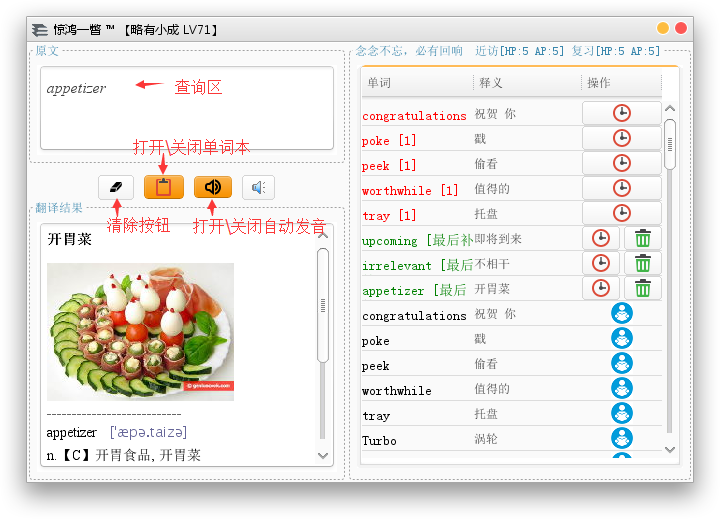 惊鸿一瞥 ™ 【略有小成 LV71】
原文
appetizer
查询区
打开\关闭单词本
清除按钮
打开\关闭自动发音
翻译结果
开胃菜
---------------------------
appetizer ['æpə.taizə]
n.【C】开胃食品, 开胃菜
念念不忘，必有回响 近访[HP:5 AP:5] 复习[HP:5 AP:5]
单词 释义 操作
congratulations 祝贺 你
poke [1] 戳
peek [1] 偷看
worthwhile [1] 值得的
tray [1] 托盘
upcoming [最后补 即将到来
irrelevant [最后 不相干
appetizer [最后 开胃菜
congratulations 祝贺 你
poke 戳
peek 偷看
worthwhile 值得的
tray 托盘
Turbo 涡轮